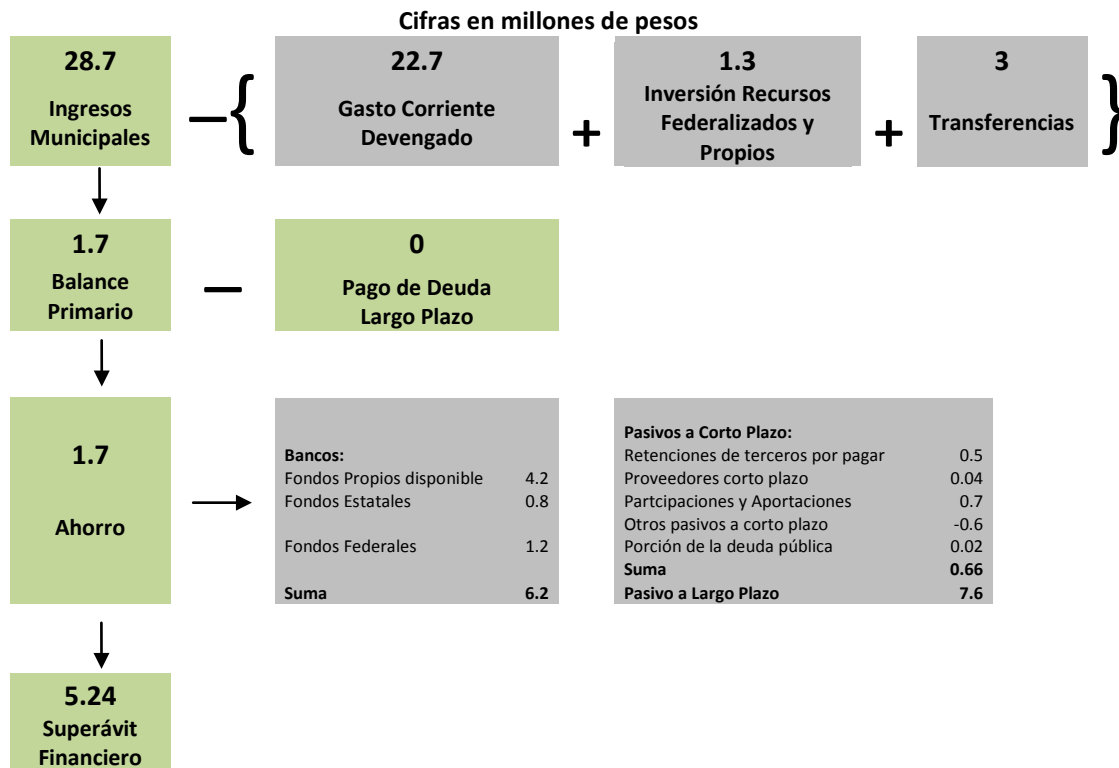 Cifras en millones de pesos
28.7
Ingresos
Municipales
—
{
22.7
Gasto Corriente
Devengado
+
1.3
Inversión Recursos
Federalizados y
Propios
+
3
Transferencias
}
1.7
Balance
Primario
—
0
Pago de Deuda
Largo Plazo
1.7
Ahorro
Bancos:
Fondos Propios disponible 4.2
Fondos Estatales 0.8
Fondos Federales 1.2
Suma 6.2
Pasivos a Corto Plazo:
Retenciones de terceros por pagar 0.5
Proveedores corto plazo 0.04
Partcipaciones y Aportaciones 0.7
Otros pasivos a corto plazo -0.6
Porción de la deuda pública 0.02
Suma 0.66
Pasivo a Largo Plazo 7.6
5.24
Superávit
Financiero